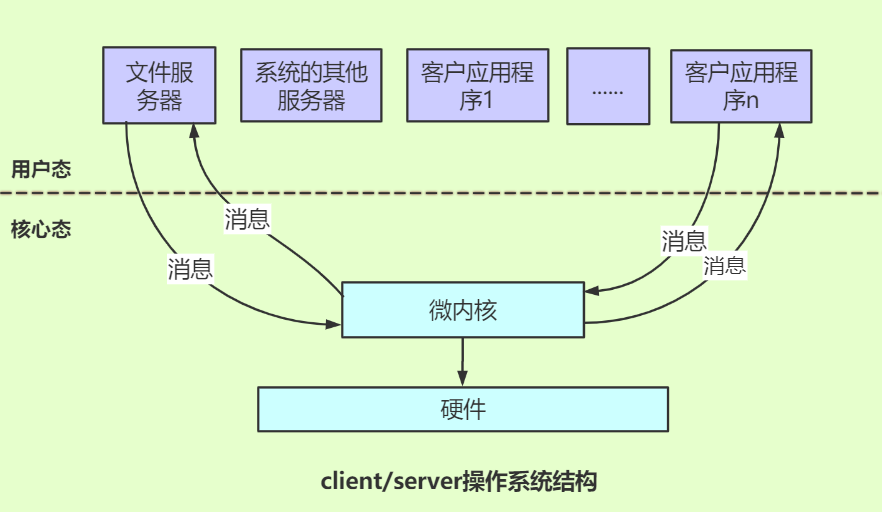 文件服
务器
系统的其他
服务器
客户应用程
序1
......
客户应用程
序n
用户态
核心态
消息
消息
消息
消息
微内核
硬件
client/server操作系统结构